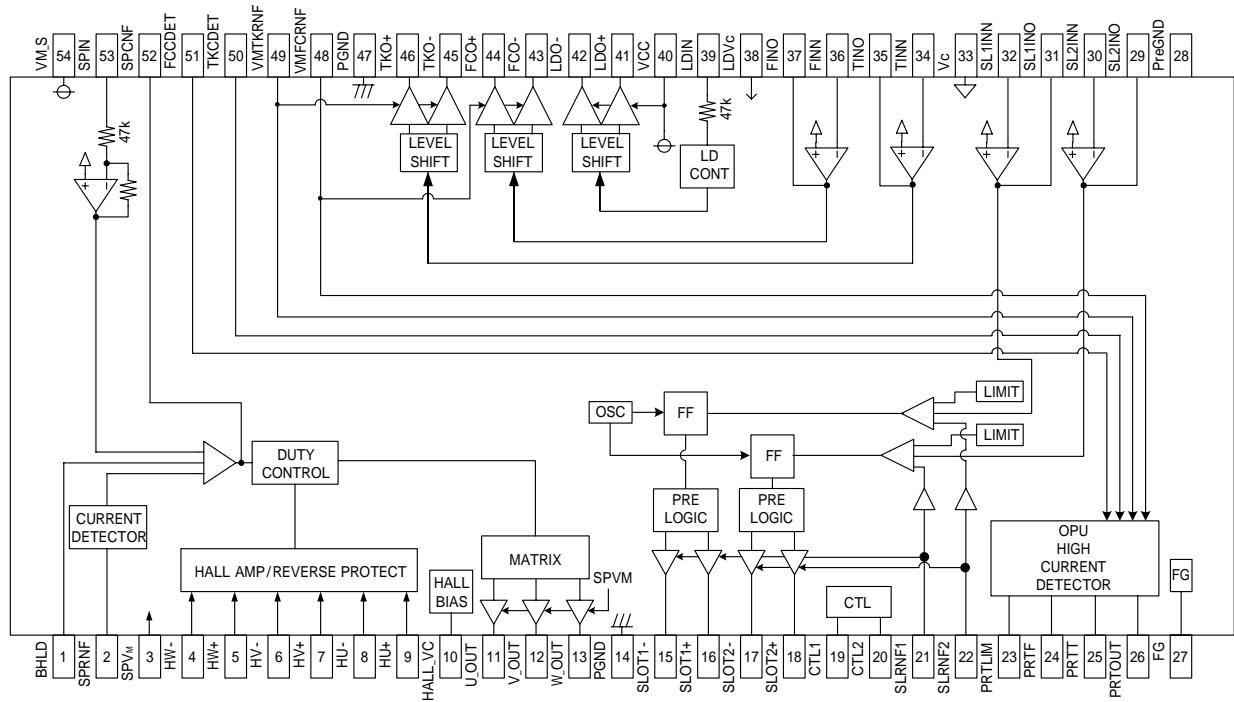 VM_S
54
SPIN
53
SPCNF
52
FCCDET
51
TKCDET
50
VMTKRNF
49
VMFCRNF
48
PGND
47
TKO+
46
TKO-
45
FCO+
44
FCO-
43
LDO-
42
LDO+
41
VCC
40
LDIN
39
LDVc
38
FINO
37
FINN
36
TINO
35
TINN
34
Vc
33
SL1INN
32
SL1INO
31
SL2INN
30
SL2INO
29
PreGND
28
47k
47k
LEVEL
SHIFT
LEVEL
SHIFT
LEVEL
SHIFT
LD
CONT
+ -
+ -
+ -
+ -
+ -
LIMIT
OSC
FF
LIMIT
FF
DUTY
CONTROL
PRE
LOGIC
PRE
LOGIC
CURRENT
DETECTOR
HALL AMP/REVERSE PROTECT
HALL
BIAS
MATRIX
SPVM
CTL
OPU
HIGH
CURRENT
DETECTOR
FG
BHLD
1
SPRNF
2
SPVM
3
HW-
4
HW+
5
HV-
6
HV+
7
HU-
8
HU+
9
HALL_VC
10
U_OUT
11
V_OUT
12
W_OUT
13
PGND
14
SLOT1-
15
SLOT1+
16
SLOT2-
17
SLOT2+
18
CTL1
19
CTL2
20
SLRNF1
21
SLRNF2
22
PRTLIM
23
PRTF
24
PRTT
25
PRTOUT
26
FG
27